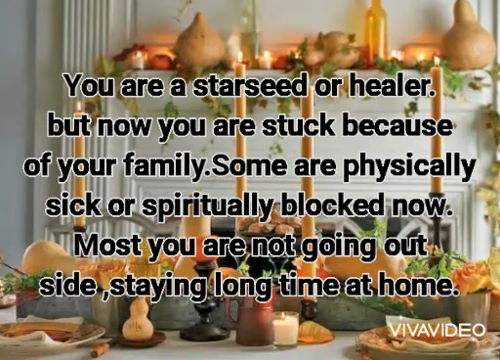 You are a starseed or healer.
but now you are stuck because
of your family.Some are physically
sick or spiritually blocked now.
Most you are not going out
side ,staying long time at home.
VIVAVIDEO